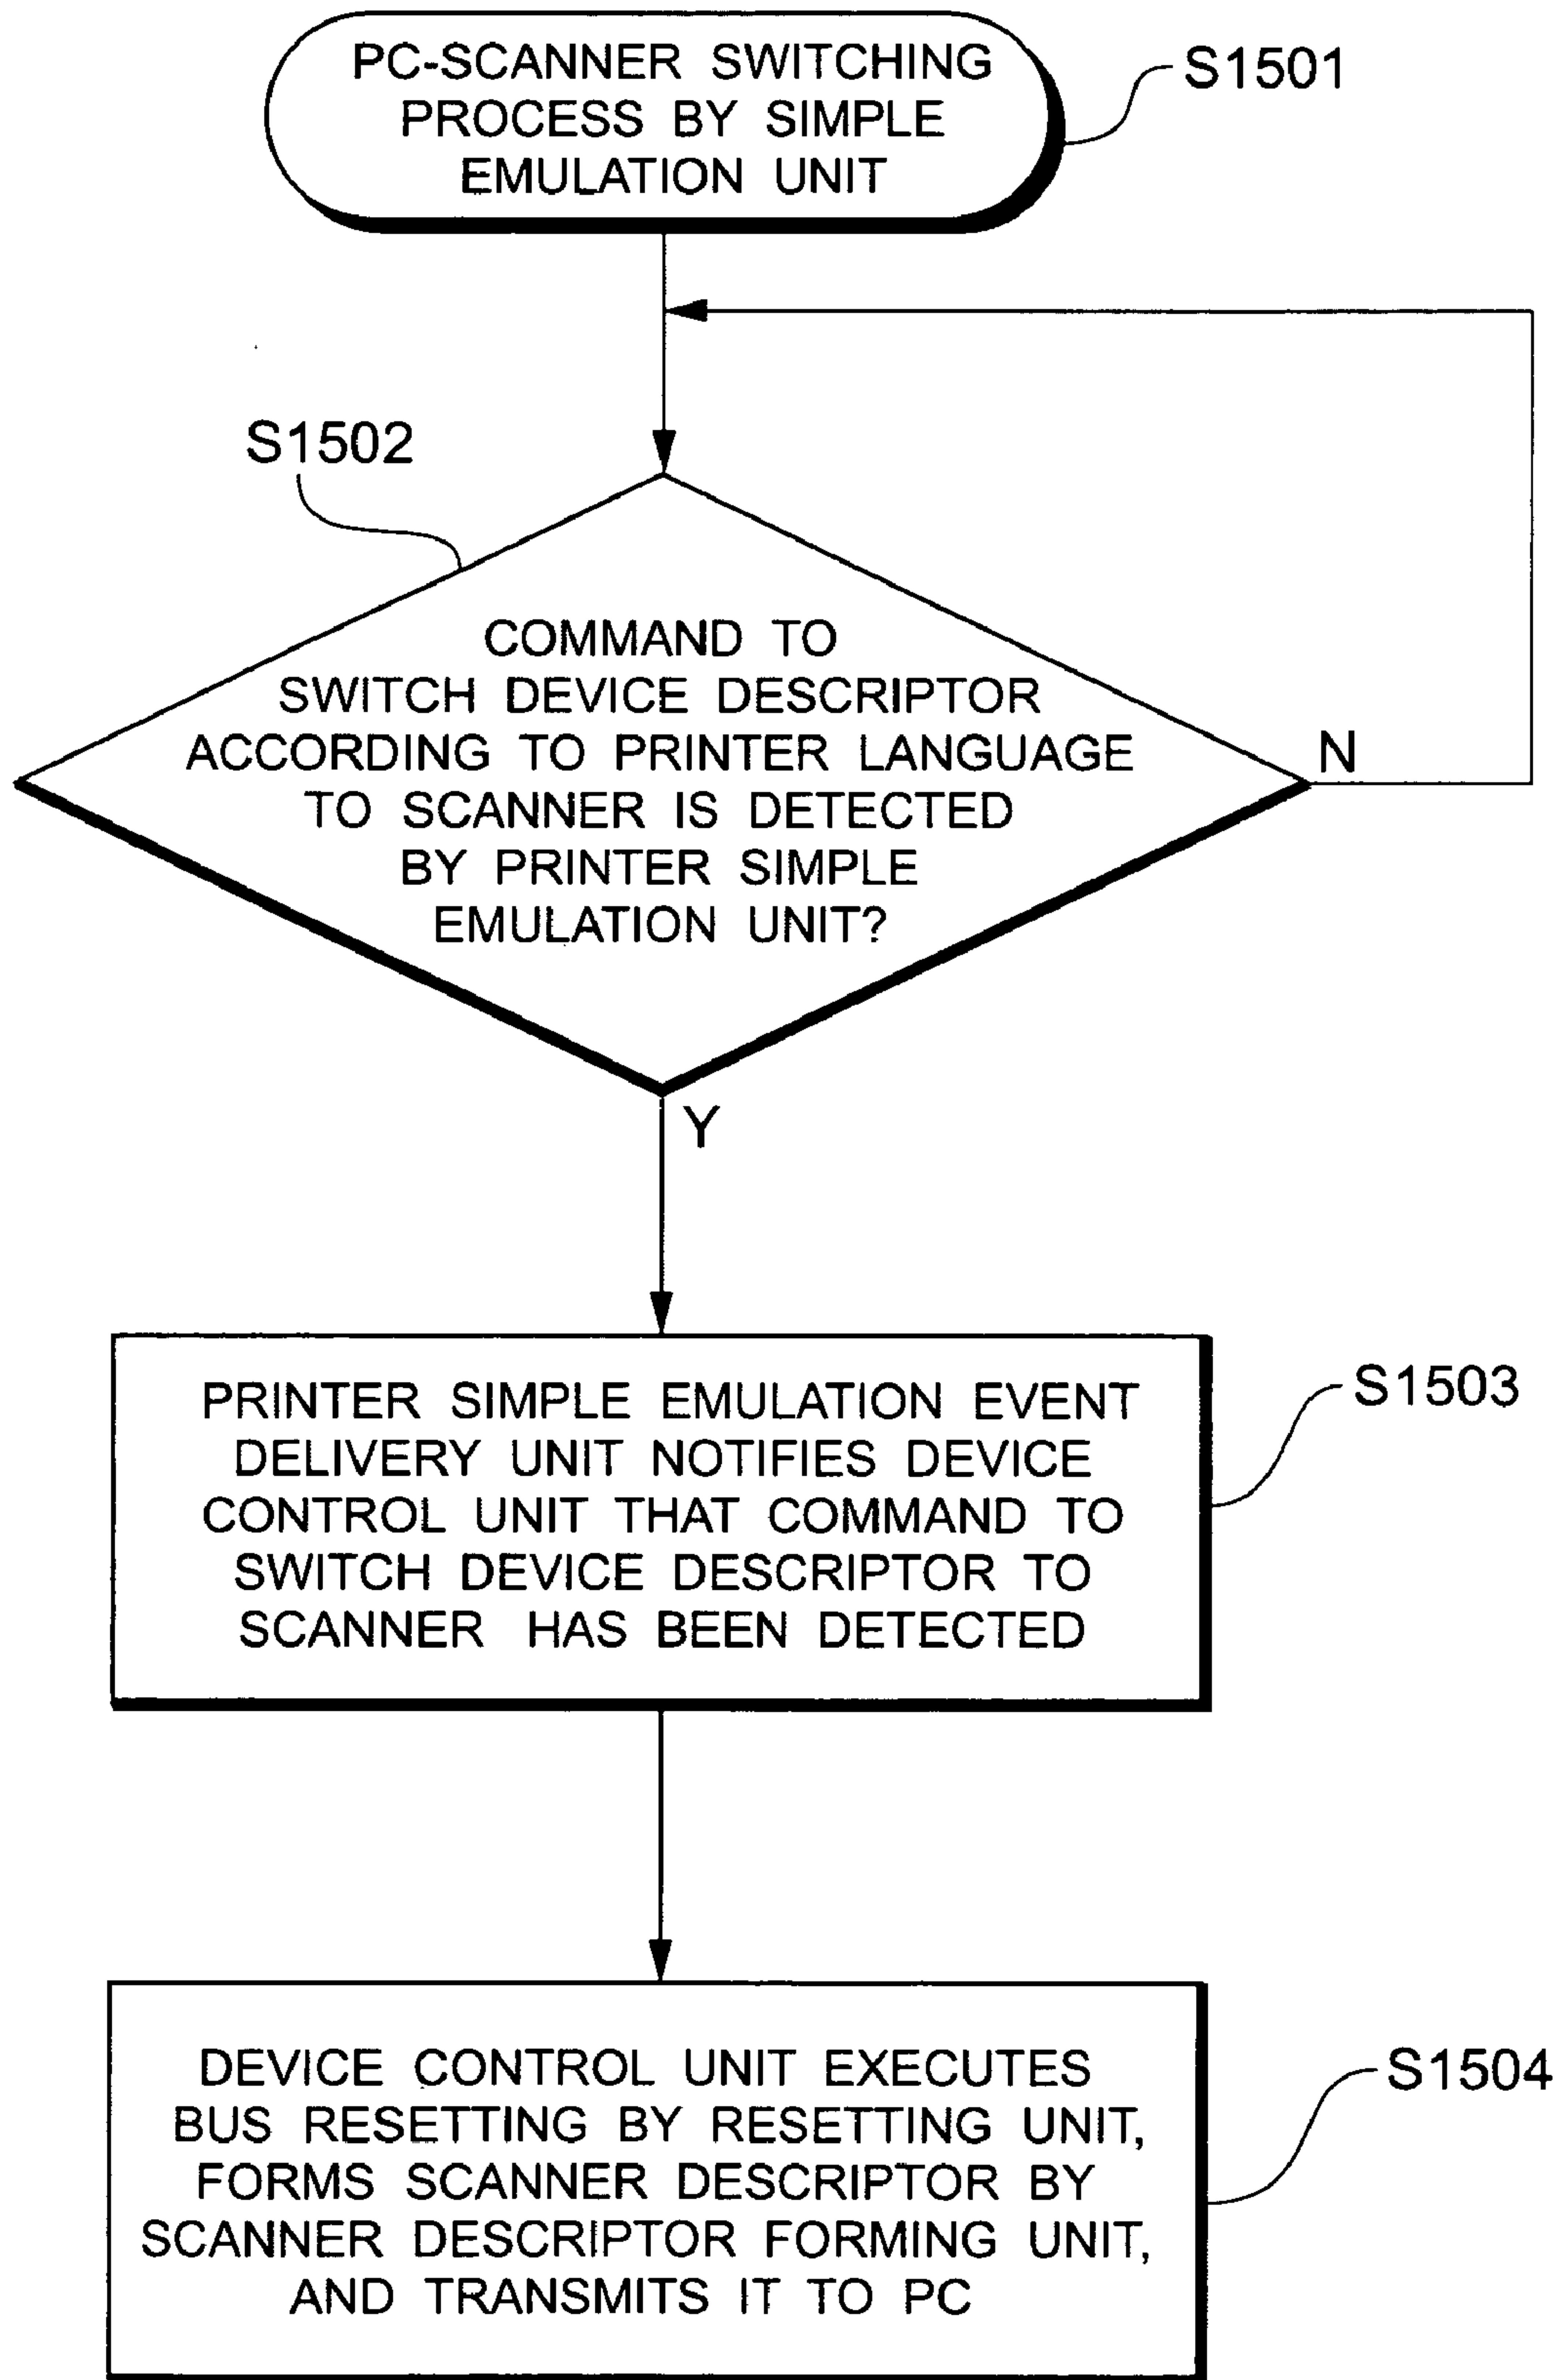 PC-SCANNER SWITCHING
PROCESS BY SIMPLE
EMULATION UNIT
S1501
S1502
COMMAND TO
SWITCH DEVICE DESCRIPTOR
ACCORDING TO PRINTER LANGUAGE
TO SCANNER IS DETECTED
BY PRINTER SIMPLE
EMULATION UNIT?
N
Y
PRINTER SIMPLE EMULATION EVENT
DELIVERY UNIT NOTIFIES DEVICE
CONTROL UNIT THAT COMMAND TO
SWITCH DEVICE DESCRIPTOR TO
SCANNER HAS BEEN DETECTED
S1503
DEVICE CONTROL UNIT EXECUTES
BUS RESETTING BY RESETTING UNIT,
FORMS SCANNER DESCRIPTOR BY
SCANNER DESCRIPTOR FORMING UNIT,
AND TRANSMITS IT TO PC
S1504